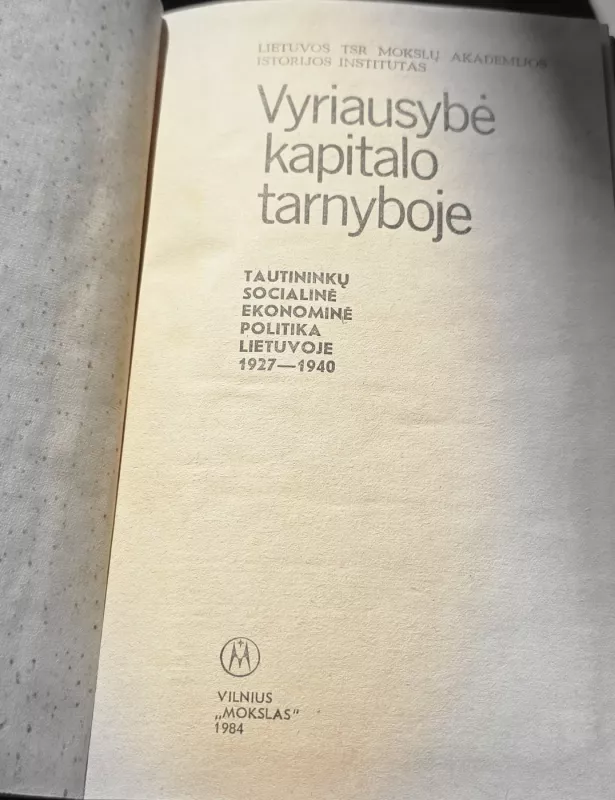 LIETUVOS TSR MOKSLŲ AKADEMIJOS
ISTORIJOS INSTITUTAS
Vyriausybė
kapitalo
tarnyboje
TAUTININKŲ
SOCIALINĖ
EKONOMINĖ
POLITIKA
LIETUVOJE
1927—1940
VILNIUS
„MOKSLAS“
1984